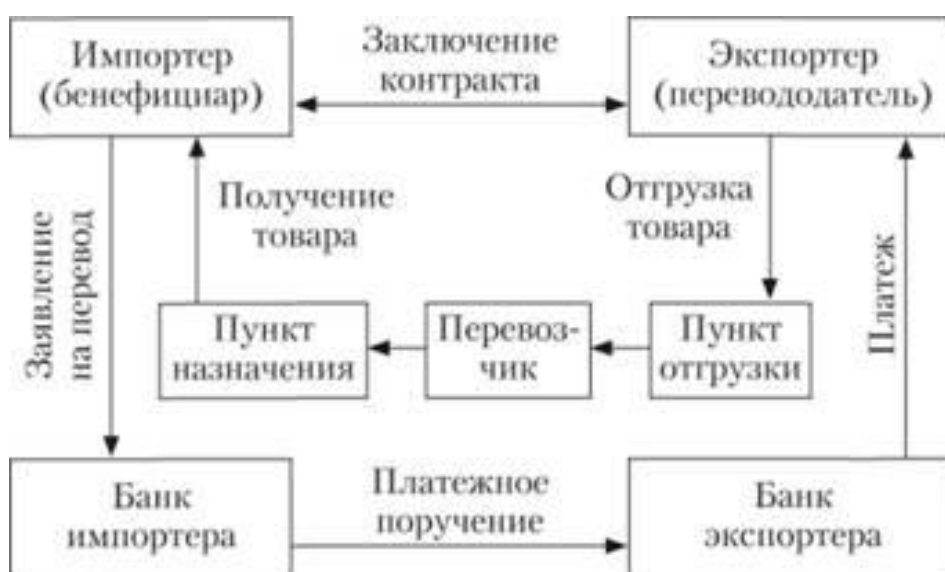 Импортер
(бенефициар)
Заключение
контракта
Экспортер
(перевододатель)
Заявление
на перевод
Получение
товара
Отгрузка
товара
Платеж
Пункт
назначения
Перевоз-
чик
Пункт
отгрузки
Банк
импортера
Платежное
поручение
Банк
экспортера